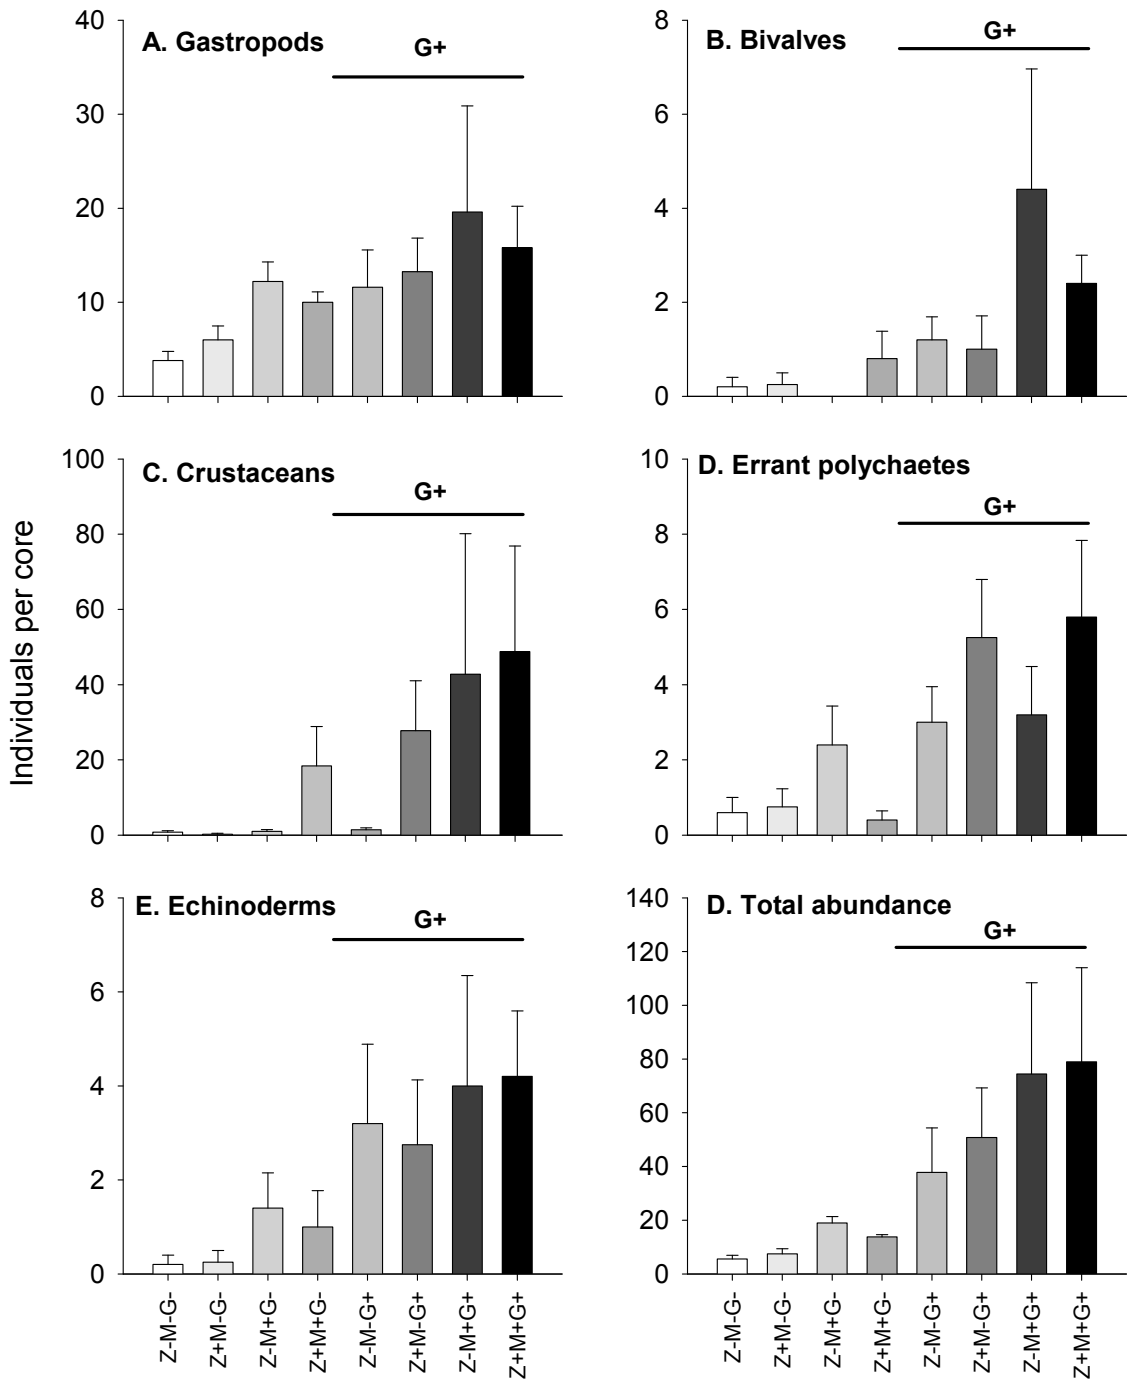 A. Gastropods
G+
40
30
20
10
0
B. Bivalves
G+
8
6
4
2
0
Individuals per core
C. Crustaceans
G+
100
80
60
40
20
0
D. Errant polychaetes
G+
10
8
6
4
2
0
E. Echinoderms
G+
8
6
4
2
0
Z-M-G-
Z+M-G-
Z-M+G-
Z+M+G-
Z-M-G+
Z+M-G+
Z-M+G+
Z+M+G+
D. Total abundance
G+
140
120
100
80
60
40
20
0
Z-M-G-
Z+M-G-
Z-M+G-
Z+M+G-
Z-M-G+
Z+M-G+
Z-M+G+
Z+M+G+